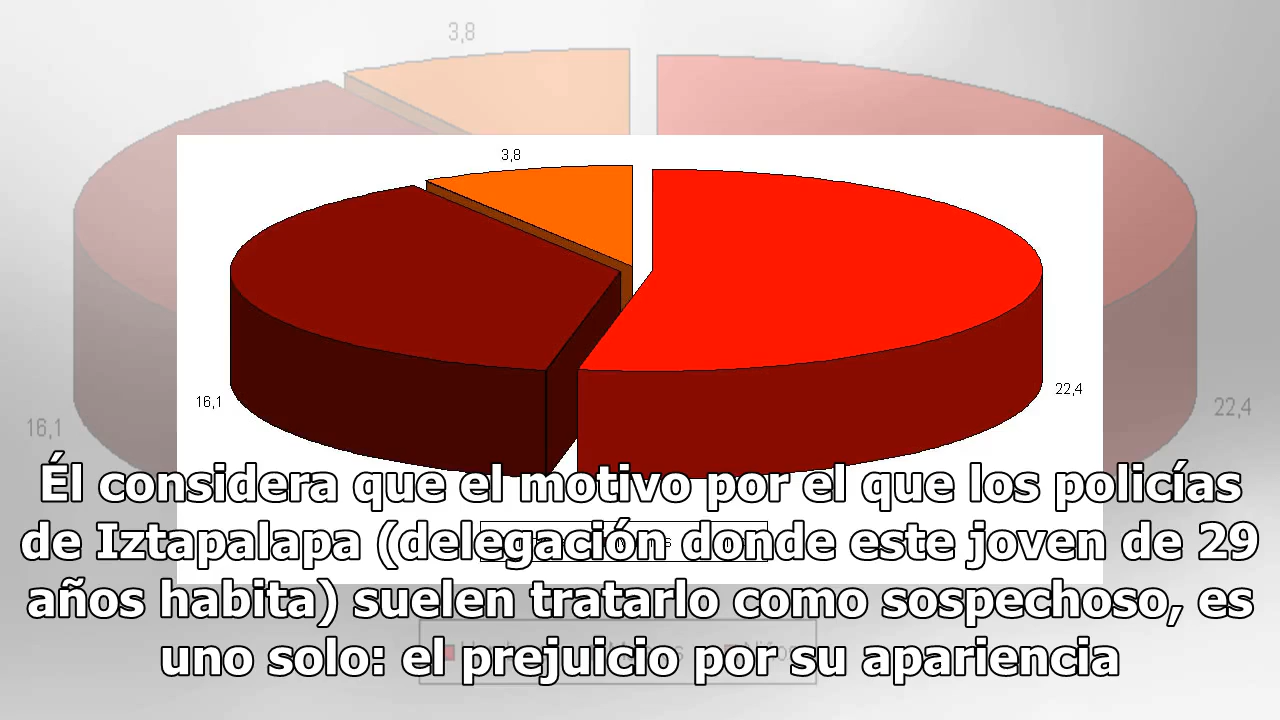 3,8
3,8
16,1
22,4
16,1
22,4
Él considera que el motivo por el que los policías
de Iztapalapa (delegación donde este joven de 29
años habita) suelen tratarlo como sospechoso, es
uno solo: el prejuicio por su apariencia